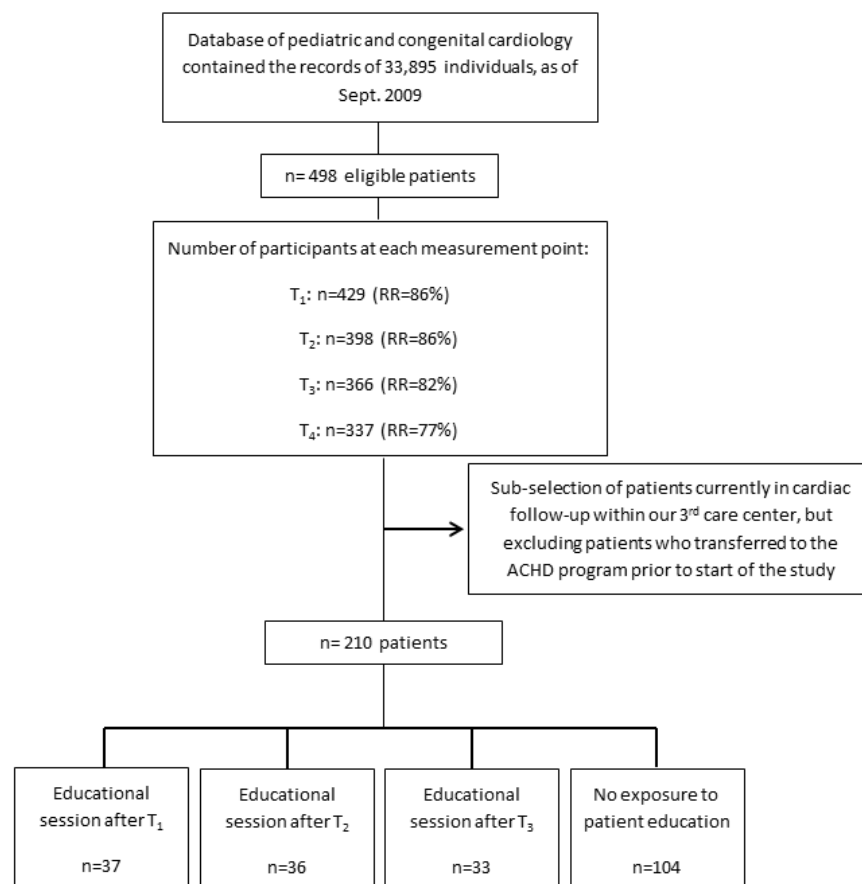 Database of pediatric and congenital cardiology
contained the records of 33,895 individuals, as of
Sept. 2009
n= 498 eligible patients
Number of participants at each measurement point:
T₁: n=429 (RR=86%)
T₂: n=398 (RR=86%)
T₃: n=366 (RR=82%)
T₄: n=337 (RR=77%)
Sub-selection of patients currently in cardiac
follow-up within our 3ʳᵈ care center, but
excluding patients who transferred to the
ACHD program prior to start of the study
n= 210 patients
Educational
session after T₁
n=37
Educational
session after T₂
n=36
Educational
session after T₃
n=33
No exposure to
patient education
n=104